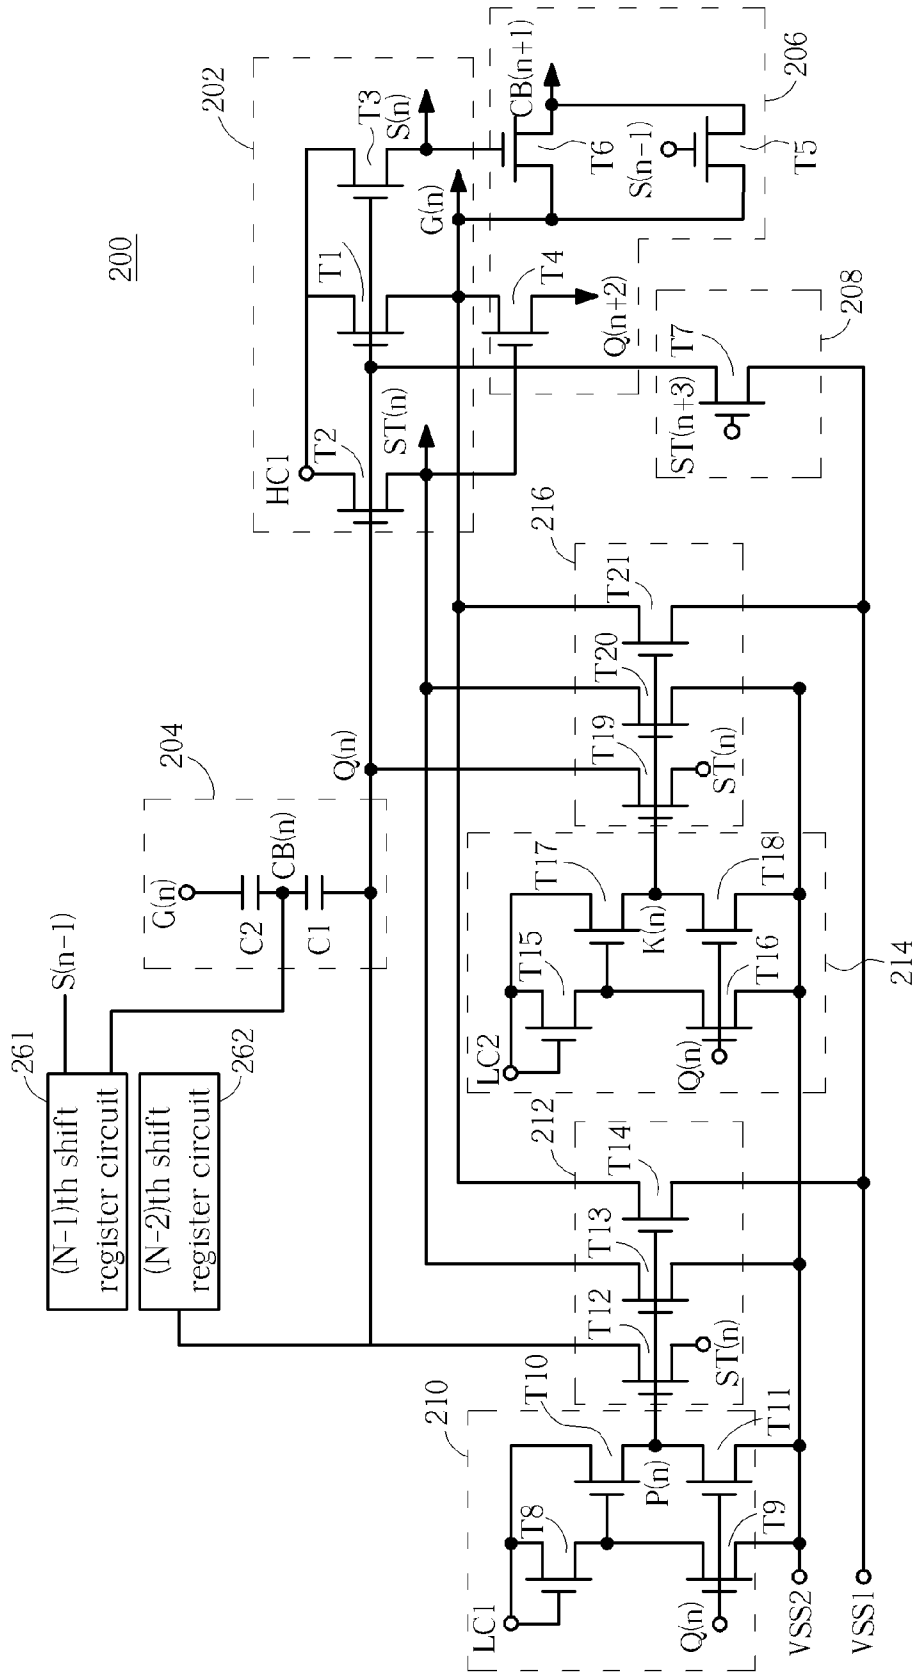 200
261
(N-1)th shift
register circuit
S(n-1)
262
(N-2)th shift
register circuit
204
G(n)
C2
CB(n)
C1
Q(n)
202
HC1
T2
T1
T3
ST(n)
G(n)
S(n)
T4
Q(n+2)
CB(n+1)
T6
S(n-1)
T5
206
208
T7
ST(n+3)
210
LC1
T8
T10
P(n)
Q(n)
T9
T11
212
T12
T13
T14
ST(n)
LC2
T15
T17
K(n)
Q(n)
T16
T18
214
216
T19
T20
T21
ST(n)
VSS2
VSS1